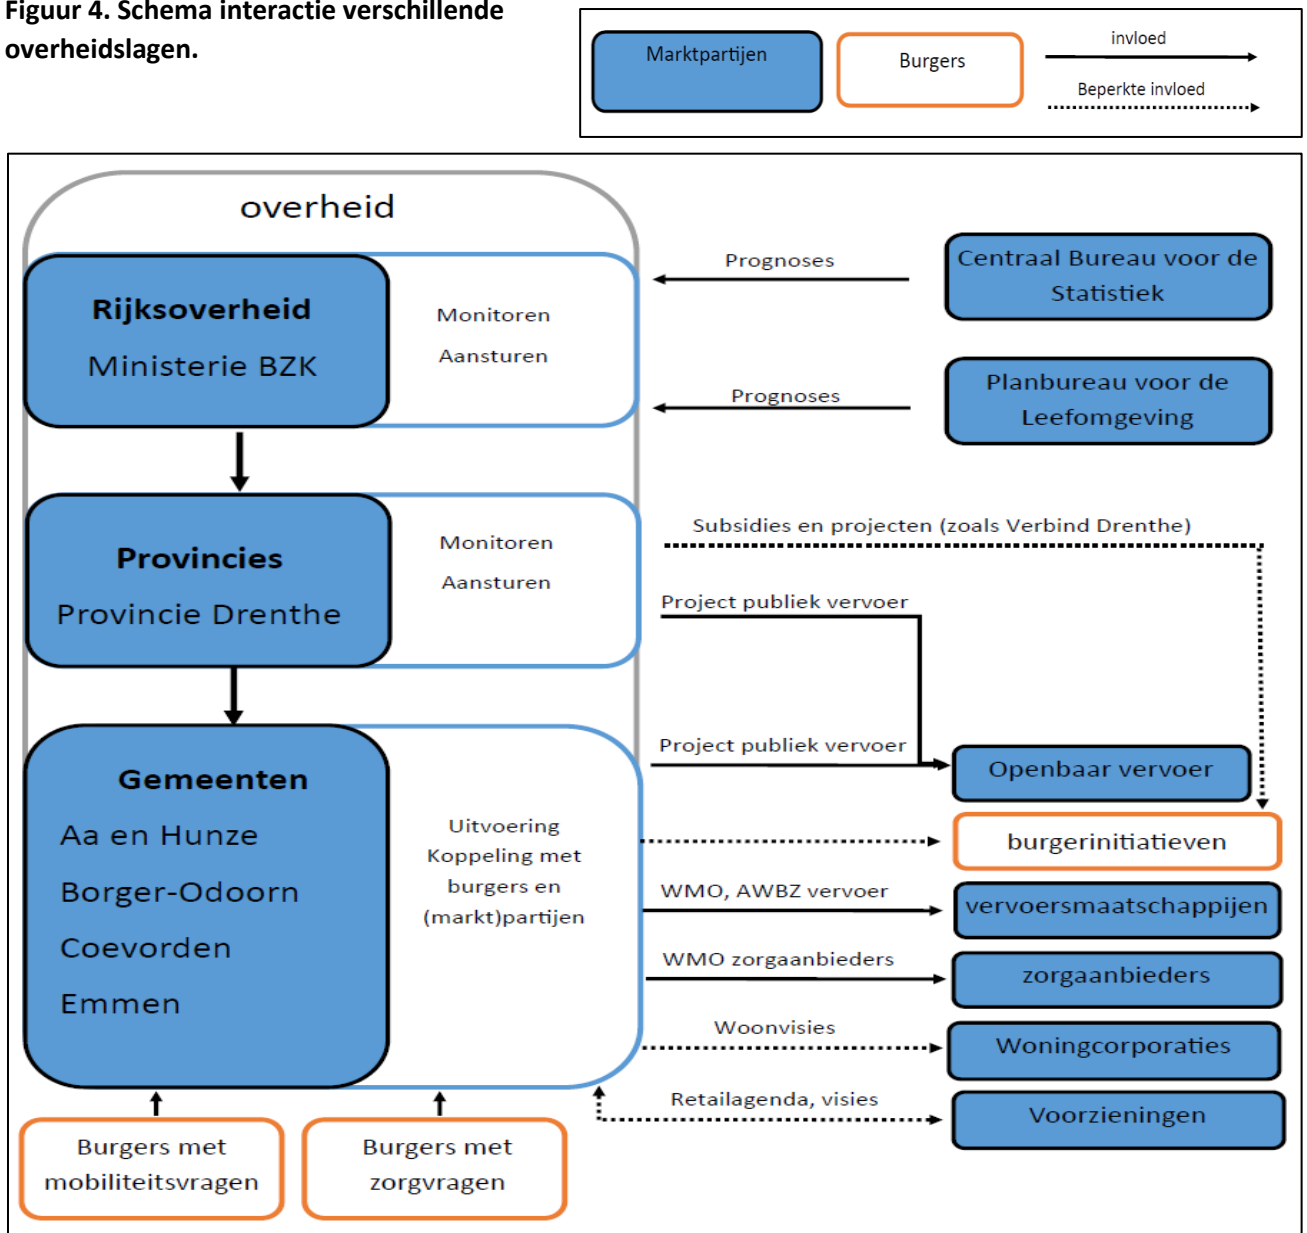 Figuur 4. Schema interactie verschillende
overheidslagen.
Marktpartijen
Burgers
invloed
Beperkte invloed
overheid
Rijksoverheid
Ministerie BZK
Monitoren
Aansturen
Prognoses
Centraal Bureau voor de
Statistiek
Prognoses
Planbureau voor de
Leefomgeving
Provincies
Provincie Drenthe
Monitoren
Aansturen
Subsidies en projecten (zoals Verbind Drenthe)
Project publiek vervoer
Gemeenten
Aa en Hunze
Borger-Odoorn
Coevorden
Emmen
Uitvoering
Koppeling met
burgers en
(markt)partijen
Project publiek vervoer
Openbaar vervoer
burgerinitiatieven
WMO, AWBZ vervoer
vervoersmaatschappijen
WMO zorgaanbieders
zorgaanbieders
Woonvisies
Woningcorporaties
Retailagenda, visies
Voorzieningen
Burgers met
mobiliteitsvragen
Burgers met
zorgvragen